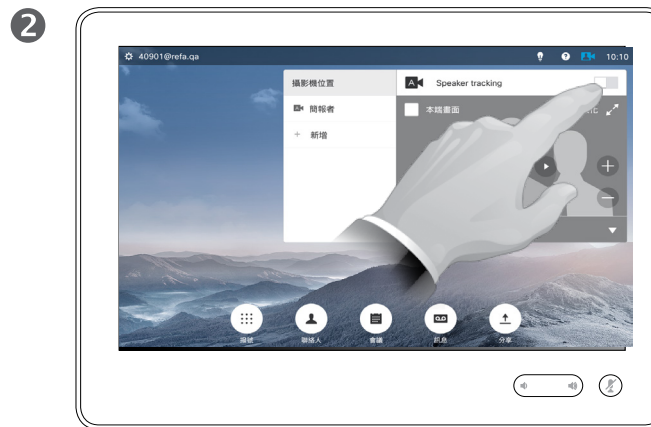 2
40901@refa.qa
10:10
攝影機位置
A Speaker tracking
簡報者
本端畫面
化
+ 新增
撥號
聯絡人
會議
訊息
分享